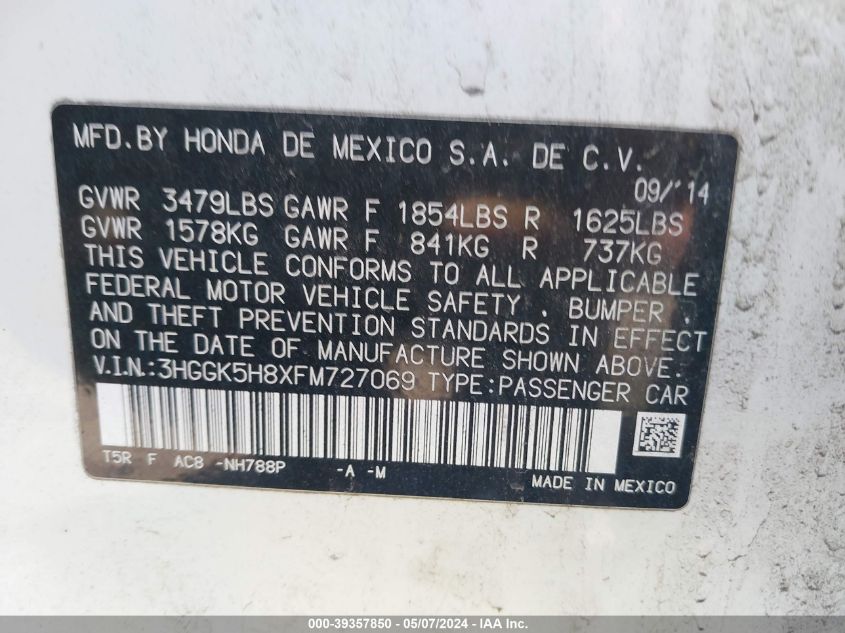 MFD.BY HONDA DE MEXICO S.A. DE C.V.
09/'14
GVWR 3479LBS GAWR F 1854LBS R 1625LBS
GVWR 1578KG GAWR F 841KG R 737KG
THIS VEHICLE CONFORMS TO ALL APPLICABLE
FEDERAL MOTOR VEHICLE SAFETY , BUMPER
AND THEFT PREVENTION STANDARDS IN EFFECT
ON THE DATE OF MANUFACTURE SHOWN ABOVE.
V.I.N.:3HGGK5H8XFM727069 TYPE:PASSENGER CAR
T5R F AC8 -NH788P -A -M
MADE IN MEXICO
000-39357850 - 05/07/2024 - IAA Inc.